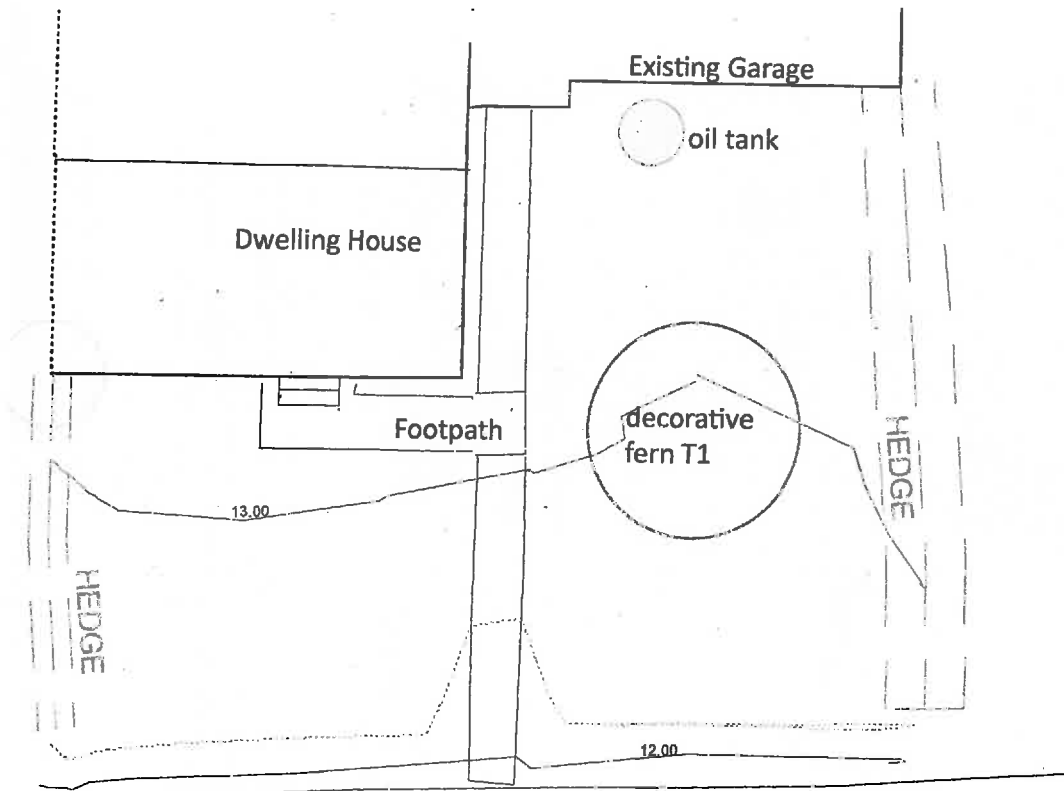 Existing Garage
oil tank
Dwelling House
Footpath
decorative
fern T1
HEDGE
13.00
HEDGE
12.00